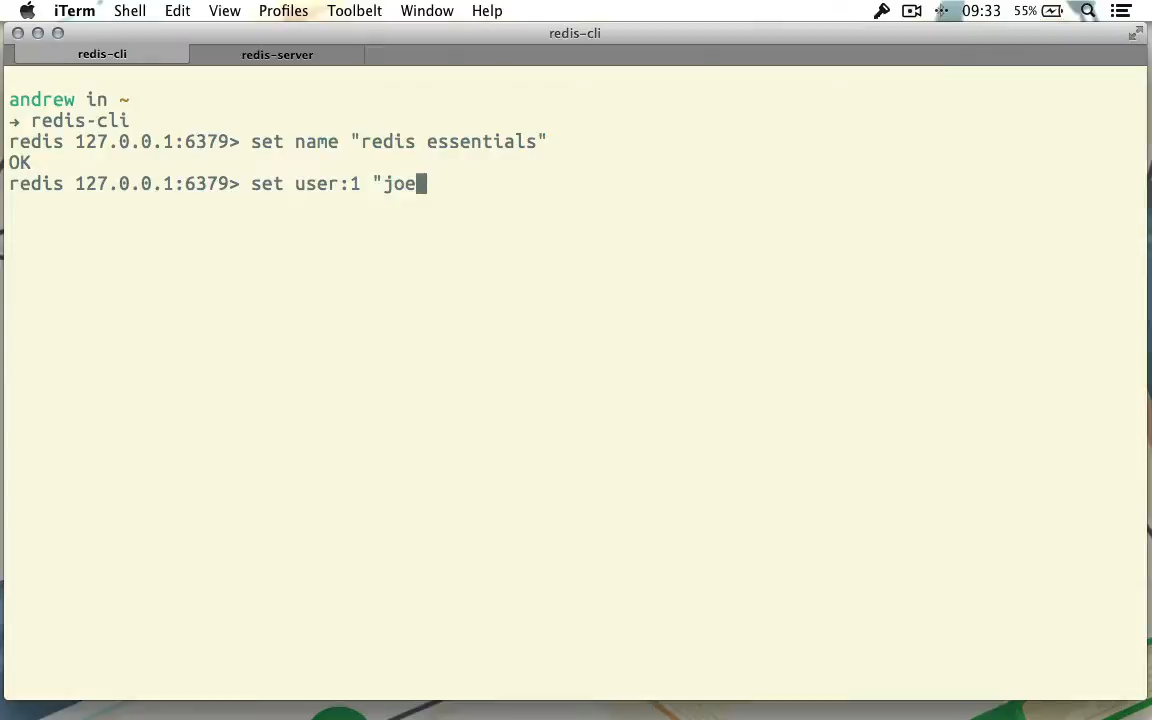 iTerm Shell Edit View Profiles Toolbelt Window Help 09:33 55%
redis-cli
redis-cli redis-server
andrew in ~
→ redis-cli
redis 127.0.0.1:6379> set name "redis essentials"
OK
redis 127.0.0.1:6379> set user:1 "joe